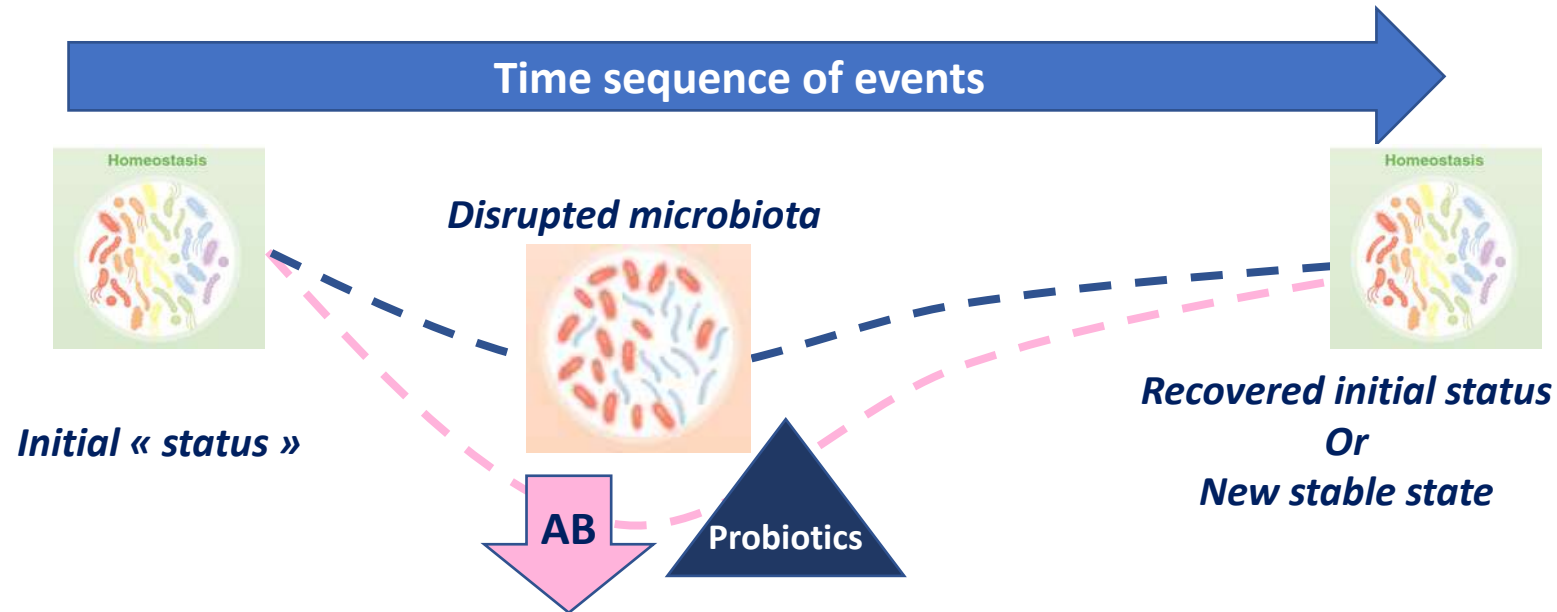 Time sequence of events
Homeostasis
Homeostasis
Disrupted microbiota
Initial « status »
Recovered initial status
Or
New stable state
AB
Probiotics